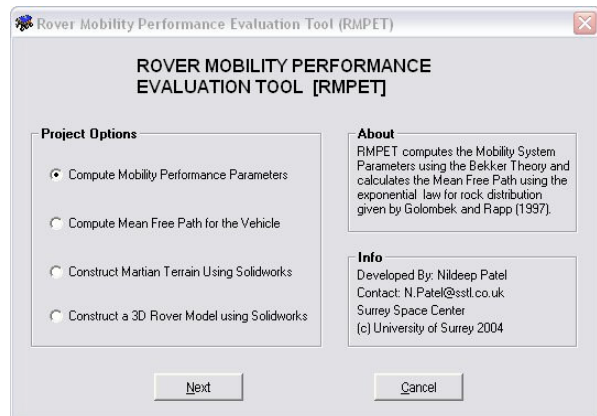 Rover Mobility Performance Evaluation Tool (RMPET)
ROVER MOBILITY PERFORMANCE
EVALUATION TOOL [RMPET]
Project Options
Compute Mobility Performance Parameters
Compute Mean Free Path for the Vehicle
Construct Martian Terrain Using Solidworks
Construct a 3D Rover Model using Solidworks
About
RMPET computes the Mobility System
Parameters using the Bekker Theory and
calculates the Mean Free Path using the
exponential law for rock distribution
given by Golombek and Rapp (1997).
Info
Developed By: Nildeep Patel
Contact: N.Patel@sstl.co.uk
Surrey Space Center
(c) University of Surrey 2004
Next
Cancel